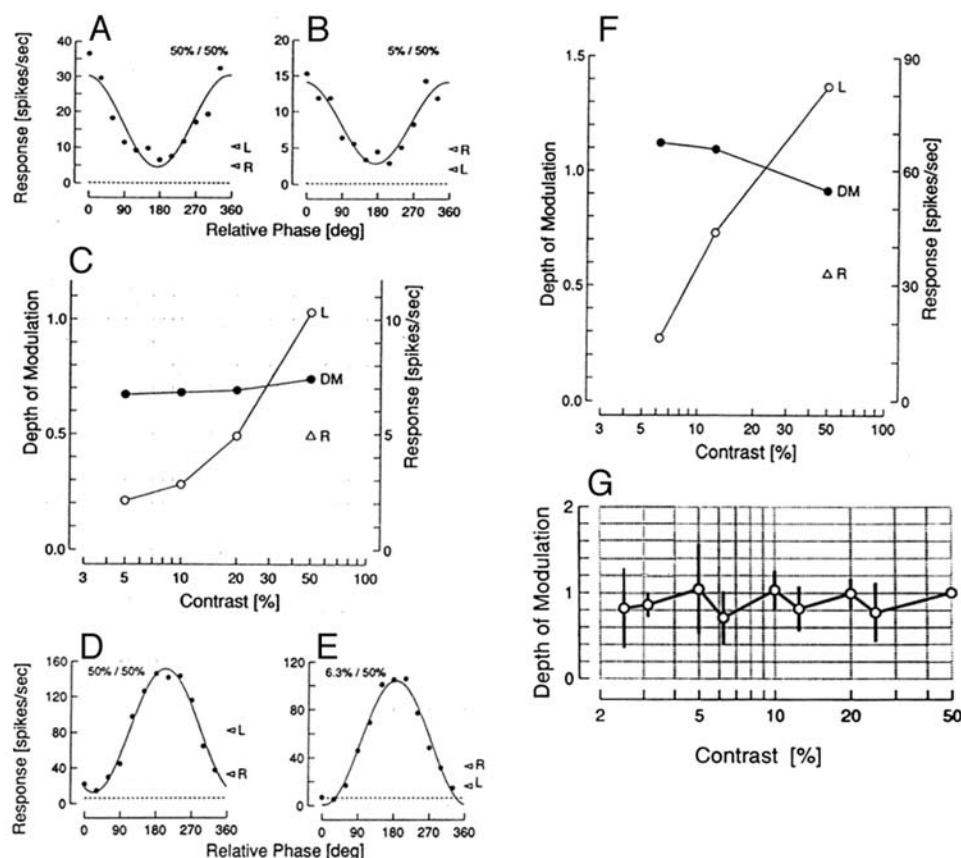 A
50% / 50%
Response [spikes/sec]
40
30
20
10
0
L
R
0 90 180 270 360
B
5% / 50%
15
10
5
0
R
L
0 90 180 270 360
Relative Phase [deg]
C
Depth of Modulation
1.0
0.5
0.0
L
DM
R
10
5
0
Response [spikes/sec]
3 5 10 20 30 50 100
Contrast [%]
D
50% / 50%
Response [spikes/sec]
160
120
80
40
0
L
R
0 90 180 270 360
E
6.3% / 50%
120
80
40
0
R
L
0 90 180 270 360
Relative Phase [deg]
F
Depth of Modulation
1.5
1.0
0.5
0.0
L
DM
R
90
60
30
0
Response [spikes/sec]
3 5 10 20 30 50 100
Contrast [%]
G
Depth of Modulation
2
1
0
2 5 10 20 50
Contrast [%]